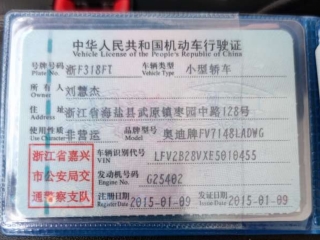 中华人民共和国机动车行驶证
Vehicle License of the People's Republic of China
号牌号码 浙F318FT 车辆类型 小型轿车
Plate No. Vehicle Type
所有人 刘慧杰
Owner
住址 浙江省海盐县武原镇枣园中路128号
Address
使用性质 非营运 品牌型号 奥迪牌FV7148LADWG
Use Character Model
浙江省嘉兴
市公安局交
通警察支队
车辆识别代号 LFV2B28VXE5010455
VIN
发动机号码 G25402
Engine No.
注册日期 2015-01-09 发证日期 2015-01-09
Register Date Issue Date